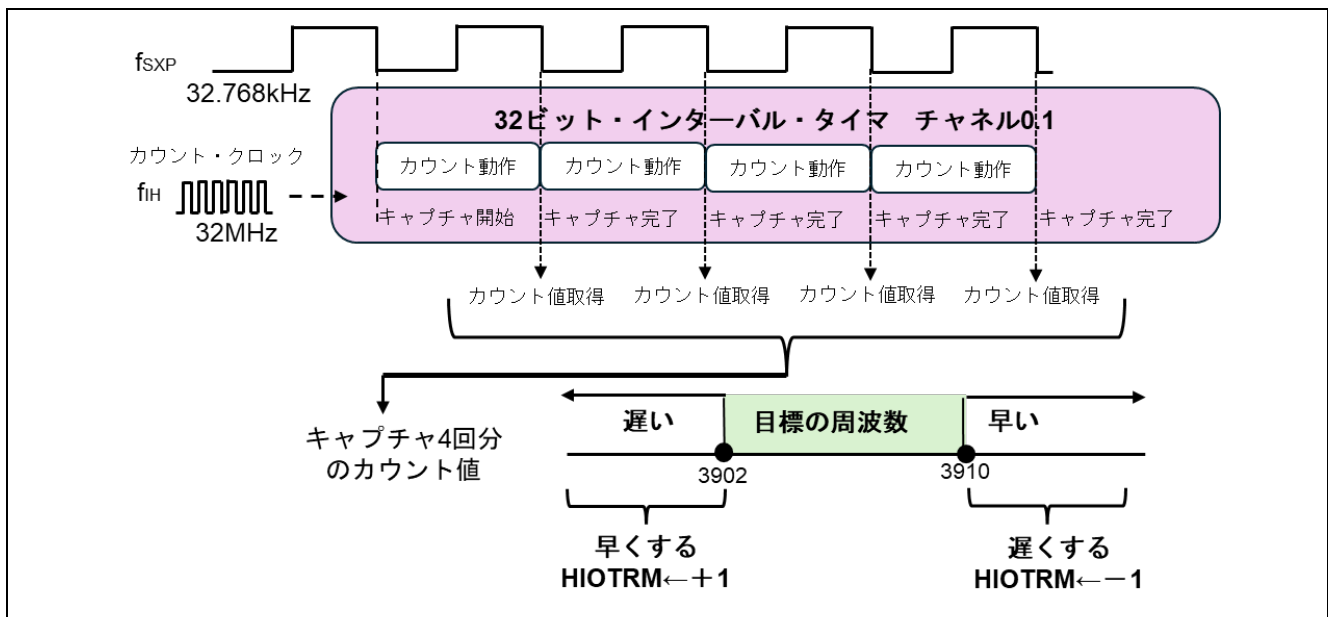 fSXP
32.768kHz
32ビット・インターバル・タイマ チャネル0.1
カウント・クロック
fIH
32MHz
カウント動作 カウント動作 カウント動作 カウント動作
キャプチャ開始 キャプチャ完了 キャプチャ完了 キャプチャ完了 キャプチャ完了
カウント値取得 カウント値取得 カウント値取得 カウント値取得
遅い 目標の周波数 早い
キャプチャ4回分
のカウント値
3902 3910
早くする 遅くする
HIOTRM←+1 HIOTRM←-1